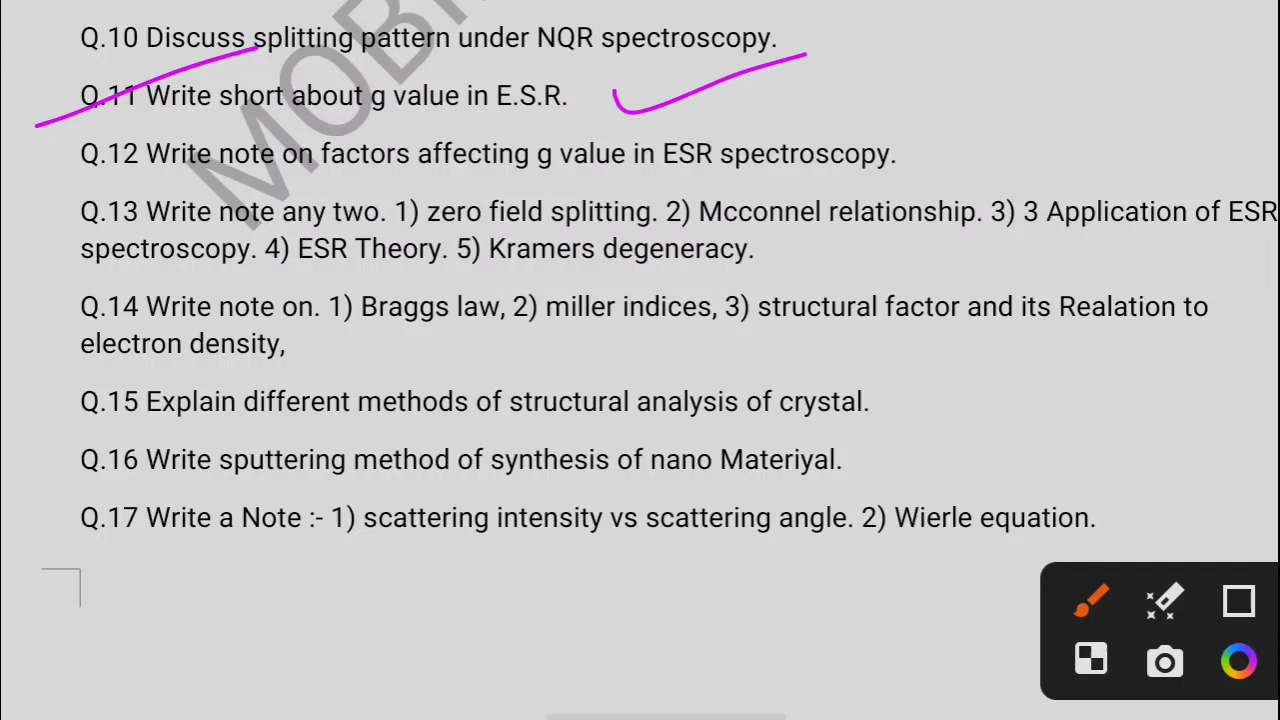 Q.10 Discuss splitting pattern under NQR spectroscopy.
Q.11 Write short about g value in E.S.R.
Q.12 Write note on factors affecting g value in ESR spectroscopy.
Q.13 Write note any two. 1) zero field splitting. 2) Mcconnel relationship. 3) 3 Application of ESR
spectroscopy. 4) ESR Theory. 5) Kramers degeneracy.
Q.14 Write note on. 1) Braggs law, 2) miller indices, 3) structural factor and its Realation to
electron density,
Q.15 Explain different methods of structural analysis of crystal.
Q.16 Write sputtering method of synthesis of nano Materiyal.
Q.17 Write a Note :- 1) scattering intensity vs scattering angle. 2) Wierle equation.